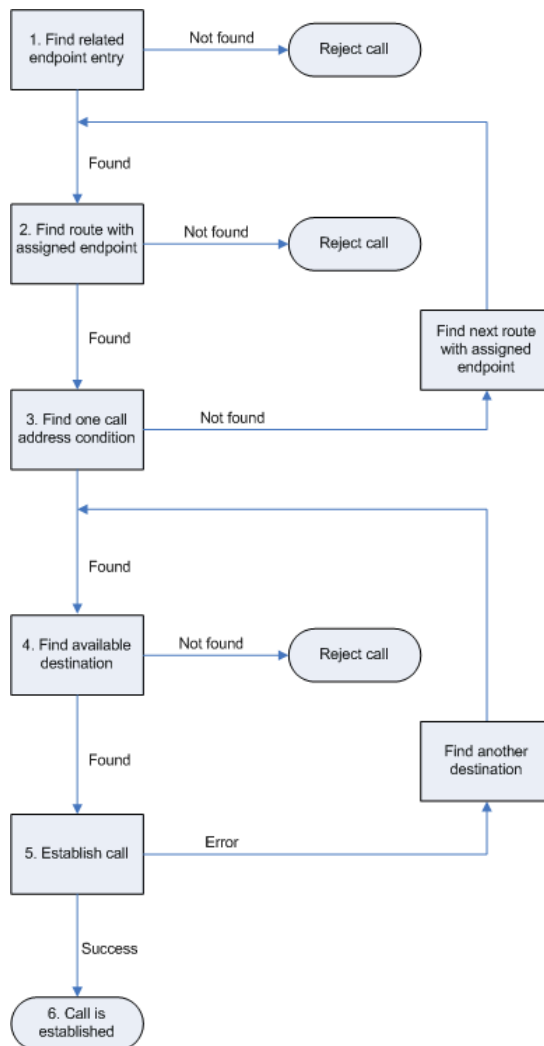 1. Find related
endpoint entry
Not found
Reject call
Found
2. Find route with
assigned endpoint
Not found
Reject call
Found
Find next route
with assigned
endpoint
3. Find one call
address condition
Not found
Found
4. Find available
destination
Not found
Reject call
Found
Find another
destination
5. Establish call
Error
Success
6. Call is
established